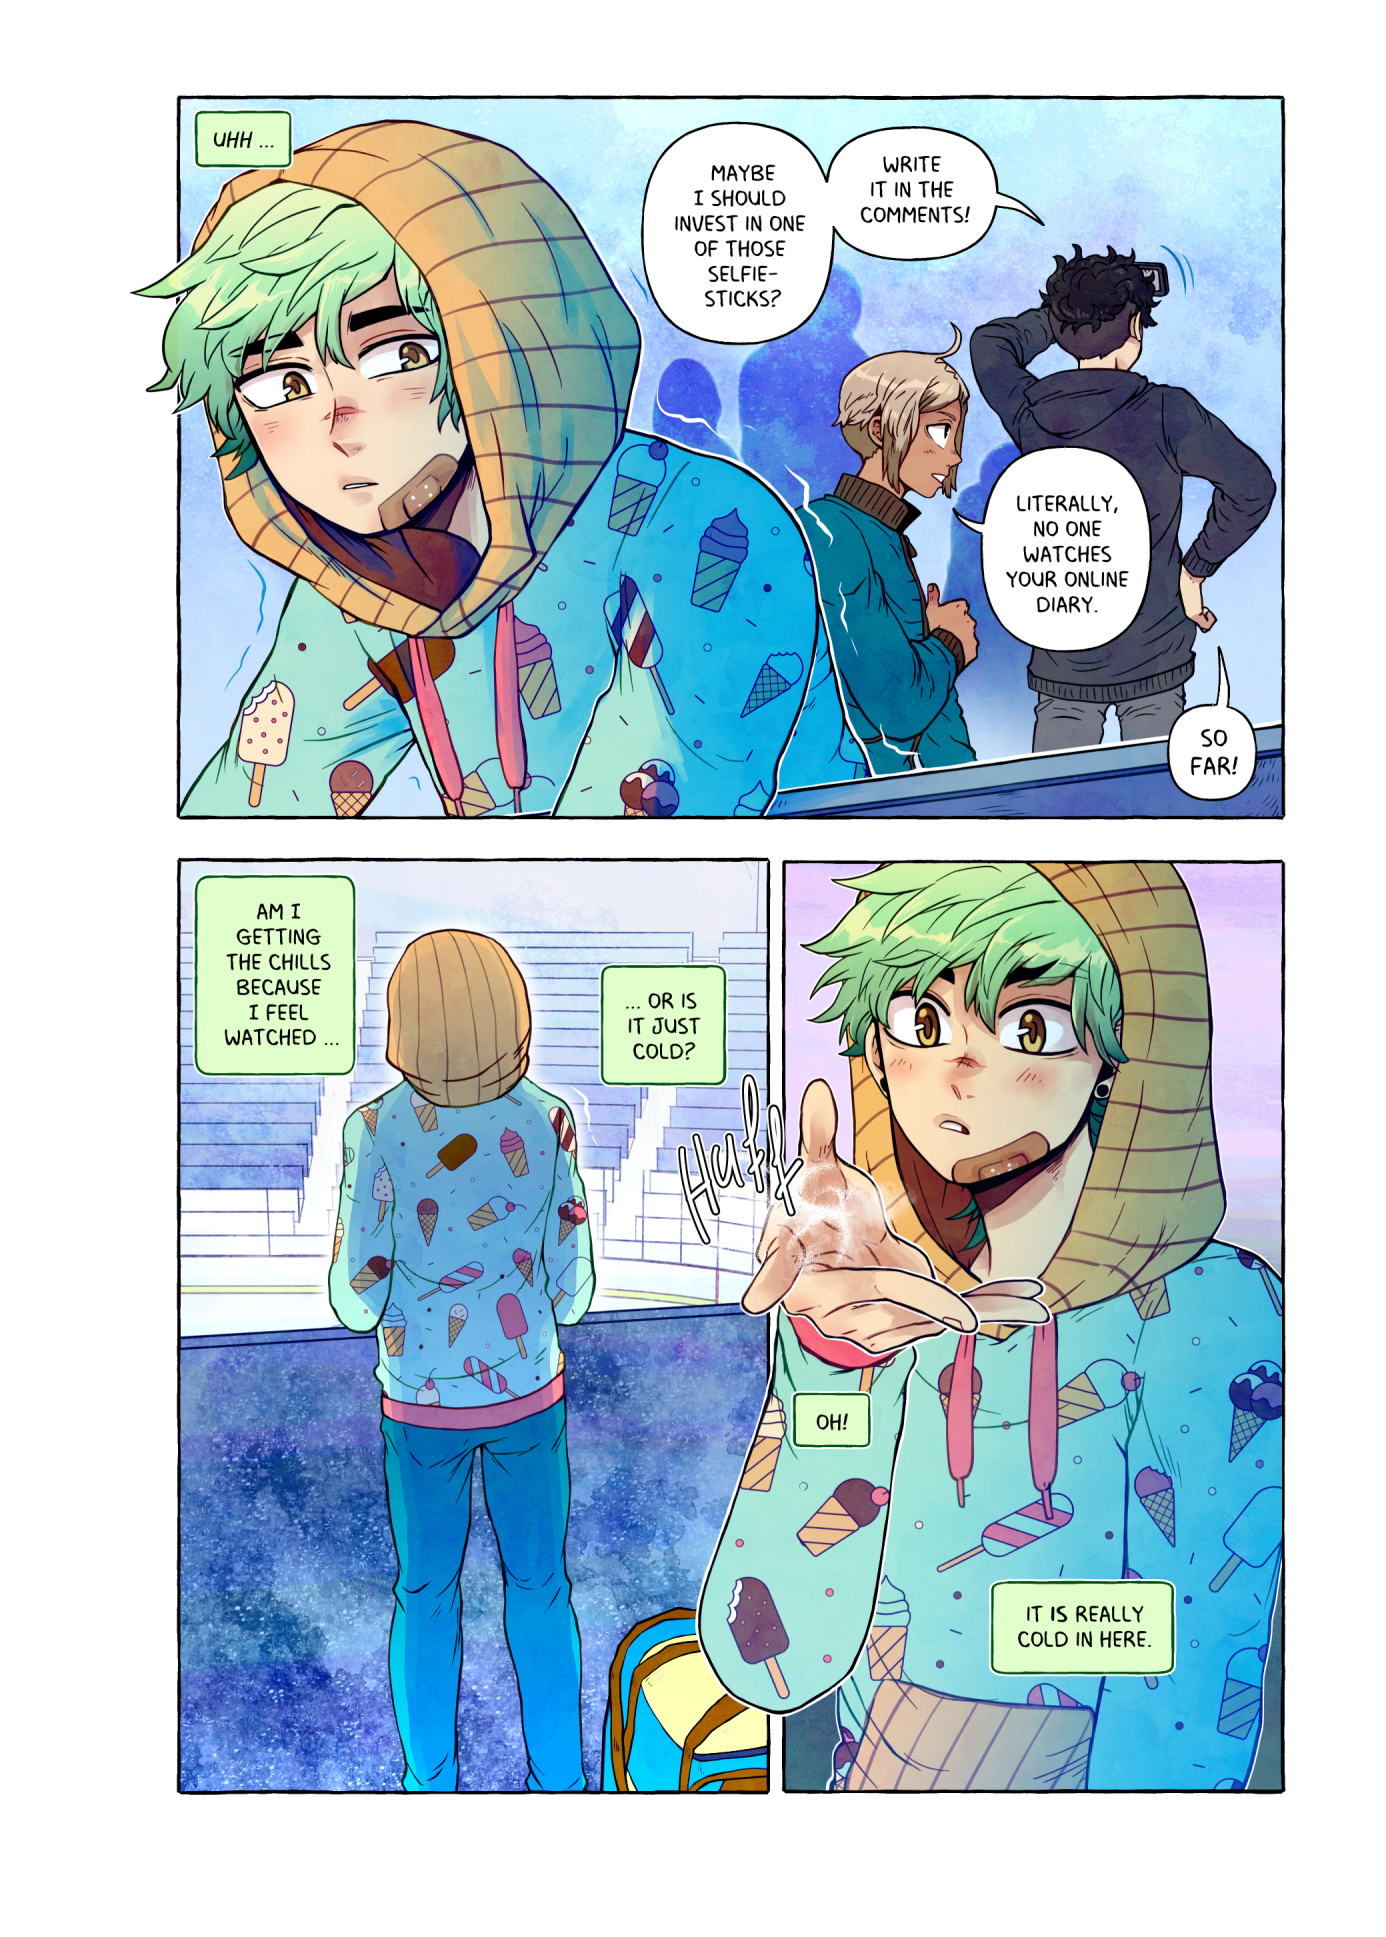 UHH ...
MAYBE
I SHOULD
INVEST IN ONE
OF THOSE
SELFIE-
STICKS?
WRITE
IT IN THE
COMMENTS!
LITERALLY,
NO ONE
WATCHES
YOUR ONLINE
DIARY.
SO
FAR!
AM I
GETTING
THE CHILLS
BECAUSE
I FEEL
WATCHED ...
... OR IS
IT JUST
COLD?
Huff
OH!
IT IS REALLY
COLD IN HERE.